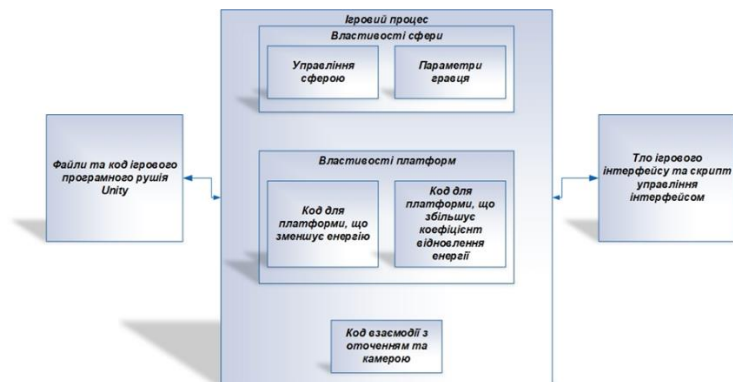 Ігровий процес
Властивості сфери
Управління
сферою
Параметри
гравця
Файли та код ігрового
програмного рушія
Unity
Властивості платформ
Код для
платформи, що
зменшує енергію
Код для
платформи, що
збільшує
коефіцієнт
відновлення
енергії
Тло ігрового
інтерфейсу та скрипт
управління
інтерфейсом
Код взаємодії з
оточенням та
камерою